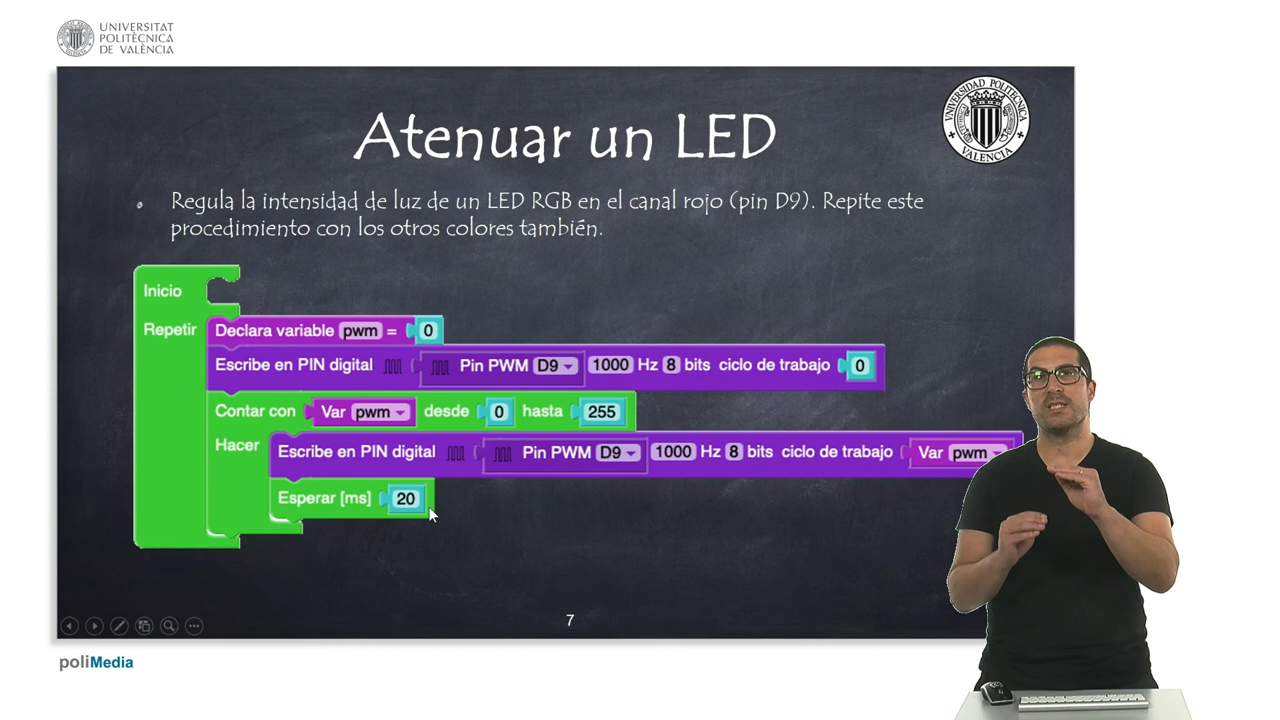 UNIVERSITAT
POLITÈCNICA
DE VALÈNCIA
UNIVERSIDAD POLITECNICA
VALENCIA
Atenuar un LED
Regula la intensidad de luz de un LED RGB en el canal rojo (pin D9). Repite este
procedimiento con los otros colores también.
Inicio
Repetir Declara variable pwm = 0
Escribe en PIN digital Pin PWM D9 1000 Hz 8 bits ciclo de trabajo 0
Contar con Var pwm desde 0 hasta 255
Hacer Escribe en PIN digital Pin PWM D9 1000 Hz 8 bits ciclo de trabajo Var pwm
Esperar [ms] 20
7
poliMedia